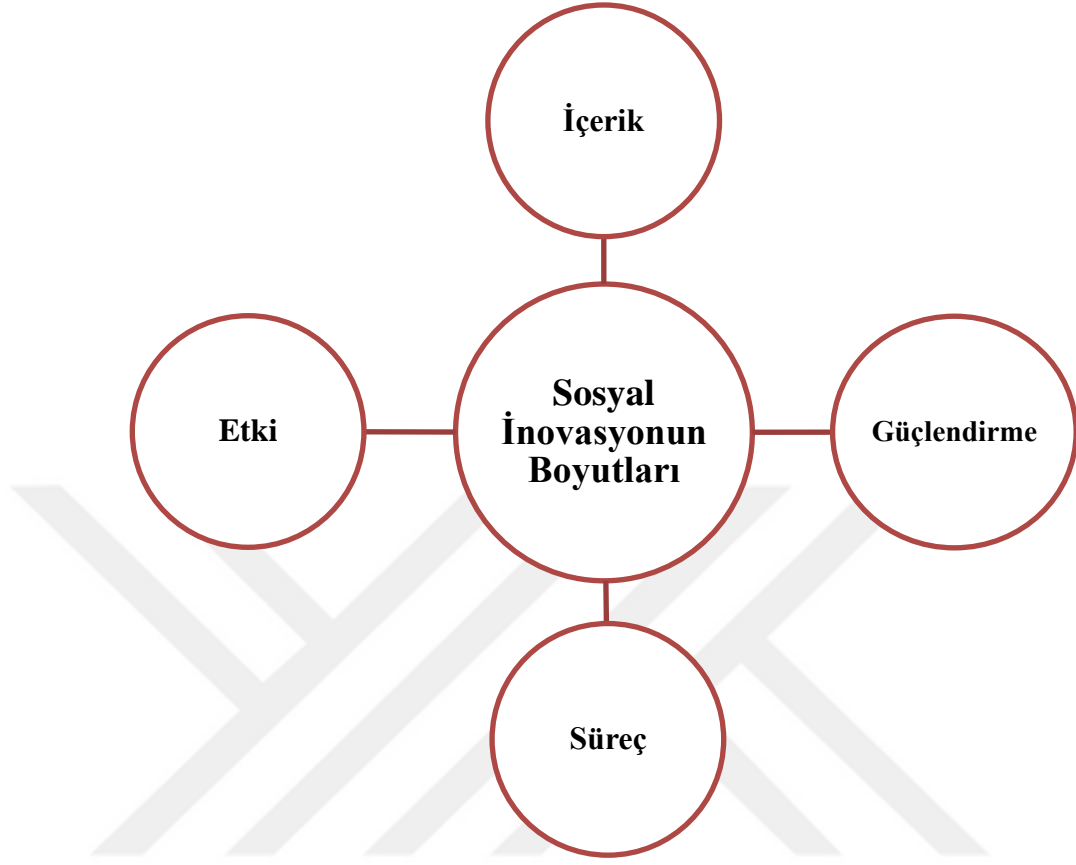 İçerik
Etki
Sosyal
İnovasyonun
Boyutları
Güçlendirme
Süreç